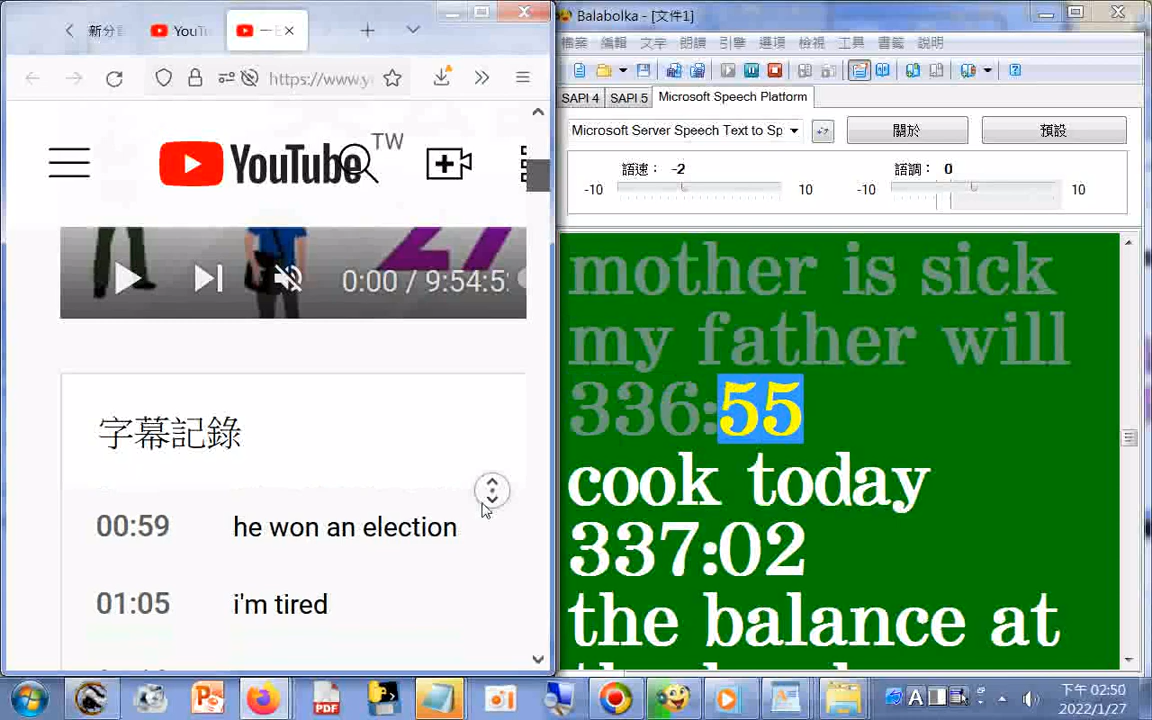 新分
YouTu
一E
https://www.y
YouTube
TW
0:00 / 9:54:5
字幕記錄
00:59 he won an election
01:05 i'm tired
Balabolka - [文件1]
檔案 編輯 文字 朗讀 引擎 選項 檢視 工具 書籤 說明
SAPI 4 SAPI 5 Microsoft Speech Platform
Microsoft Server Speech Text to Sp
關於
預設
語速： -2
-10 10
語調： 0
-10 10
mother is sick
my father will
336:55
cook today
337:02
the balance at
PDF
A
下午 02:50
2022/1/27